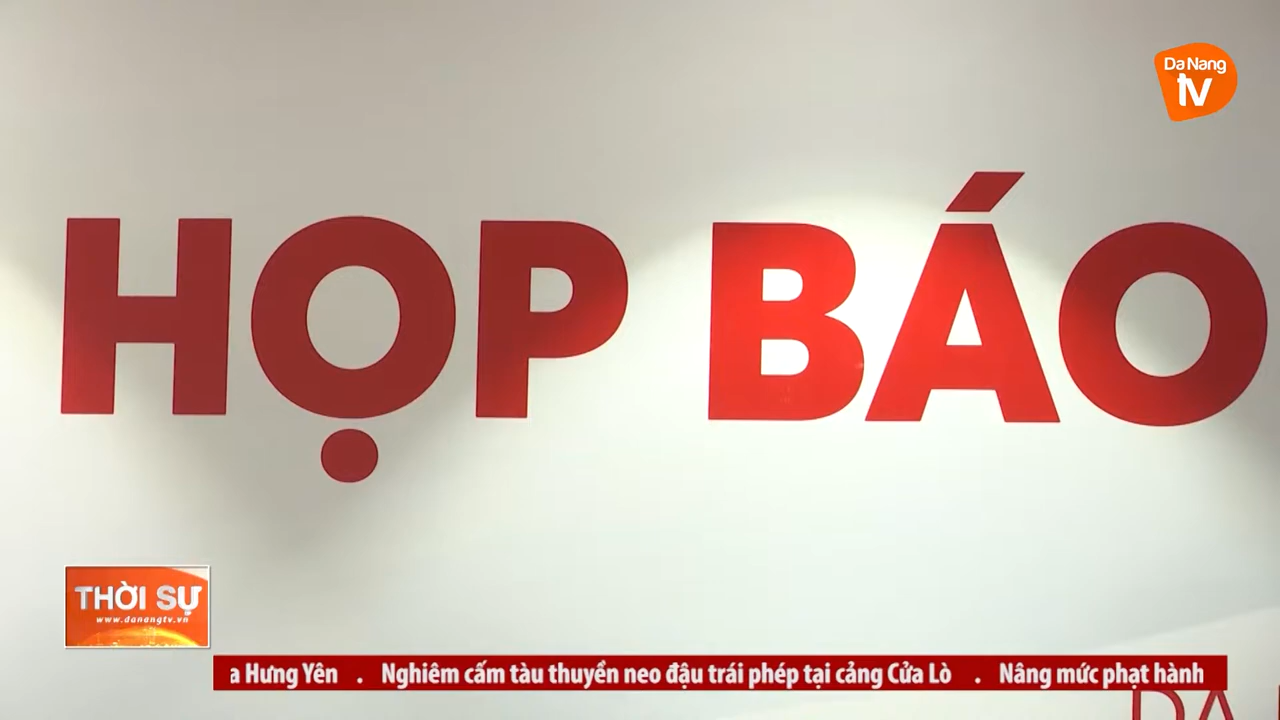 Da Nang
tv
HỌP BÁO
THỜI SỰ
www.danangtv.vn
a Hưng Yên . Nghiêm cấm tàu thuyền neo đậu trái phép tại cảng Cửa Lò . Nâng mức phạt hành
DA